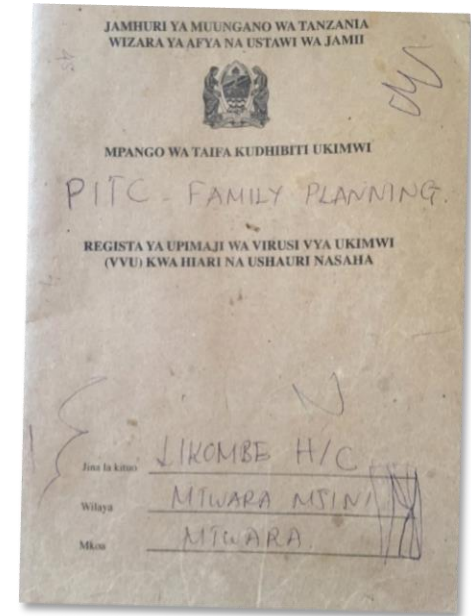 JAMHURI YA MUUNGANO WA TANZANIA
WIZARA YA AFYA NA USTAWI WA JAMII
MPANGO WA TAIFA KUDHIBITI UKIMWI
PITC - FAMILY PLANNING.
REGISTA YA UPIMAJI WA VIRUSI VYA UKIMWI
(VVU) KWA HIARI NA USHAURI NASAHA
Jina la kituo LIKOMBE H/C
Wilaya MTWARA MJINI
Mkoa MTWARA.